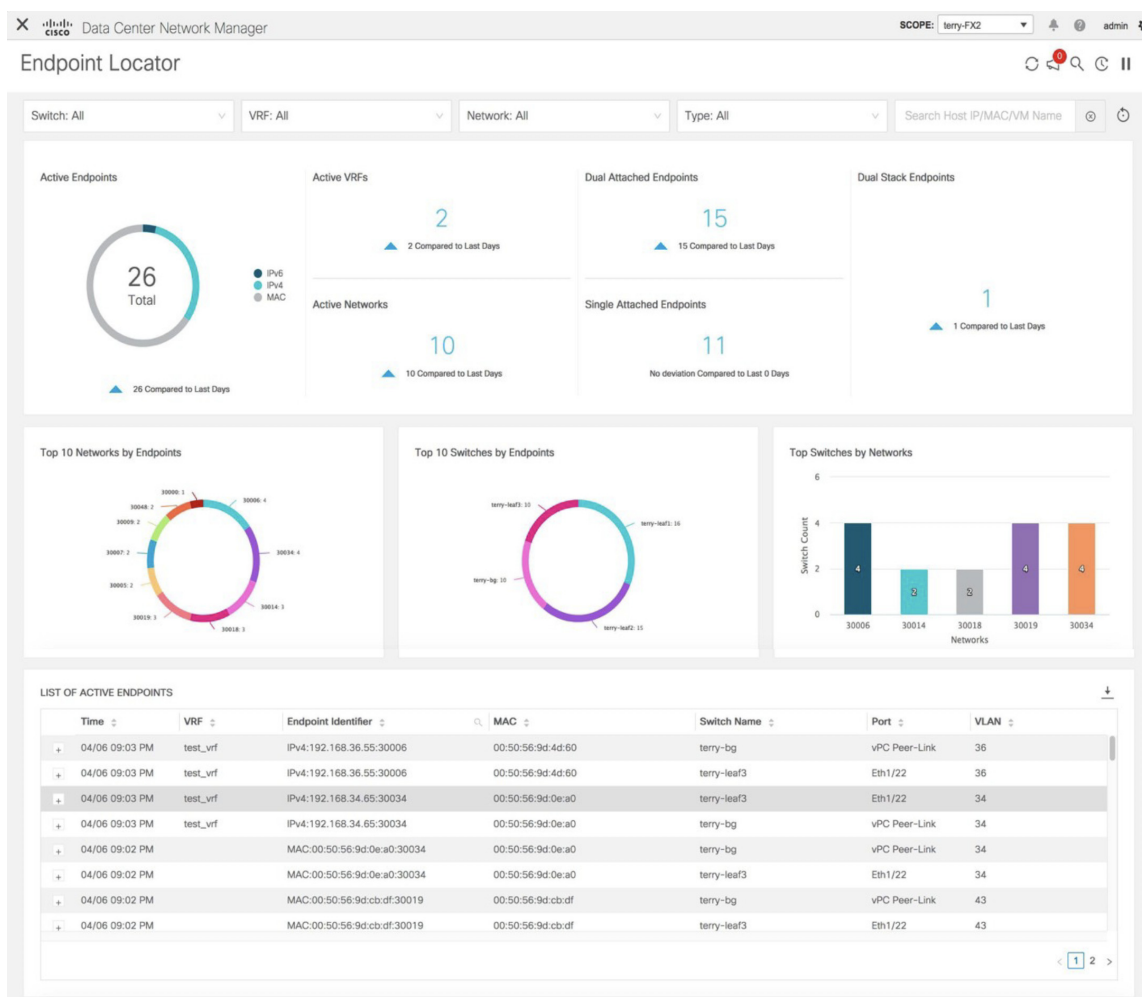 CISCO Data Center Network Manager SCOPE: terry-FX2 admin
Endpoint Locator
0
Switch: All VRF: All Network: All Type: All Search Host IP/MAC/VM Name
Active Endpoints Active VRFs Dual Attached Endpoints Dual Stack Endpoints
2 15
2 Compared to Last Days 15 Compared to Last Days
26
Total
IPv6
IPv4
MAC
Active Networks Single Attached Endpoints
1
1 Compared to Last Days
10 11
10 Compared to Last Days No deviation Compared to Last 0 Days
26 Compared to Last Days
Top 10 Networks by Endpoints
30000: 1
30006: 4
30048: 2
30009: 2
30007: 2
30034: 4
30005: 2
30014: 3
30019: 3
30018: 3
Top 10 Switches by Endpoints
terry-leaf3: 10
terry-leaf1: 16
terry-bg: 10
terry-leaf2: 15
Top Switches by Networks
6
4
2
0
Switch Count
4 2 2 4 4
30006 30014 30018 30019 30034
Networks
LIST OF ACTIVE ENDPOINTS
Time VRF Endpoint Identifier MAC Switch Name Port VLAN
+ 04/06 09:03 PM test_vrf IPv4:192.168.36.55:30006 00:50:56:9d:4d:60 terry-bg vPC Peer-Link 36
+ 04/06 09:03 PM test_vrf IPv4:192.168.36.55:30006 00:50:56:9d:4d:60 terry-leaf3 Eth1/22 36
+ 04/06 09:03 PM test_vrf IPv4:192.168.34.65:30034 00:50:56:9d:0e:a0 terry-leaf3 Eth1/22 34
+ 04/06 09:03 PM test_vrf IPv4:192.168.34.65:30034 00:50:56:9d:0e:a0 terry-bg vPC Peer-Link 34
+ 04/06 09:02 PM MAC:00:50:56:9d:0e:a0:30034 00:50:56:9d:0e:a0 terry-bg vPC Peer-Link 34
+ 04/06 09:02 PM MAC:00:50:56:9d:0e:a0:30034 00:50:56:9d:0e:a0 terry-leaf3 Eth1/22 34
+ 04/06 09:02 PM MAC:00:50:56:9d:cb:df:30019 00:50:56:9d:cb:df terry-bg vPC Peer-Link 43
+ 04/06 09:02 PM MAC:00:50:56:9d:cb:df:30019 00:50:56:9d:cb:df terry-leaf3 Eth1/22 43
< 1 2 >